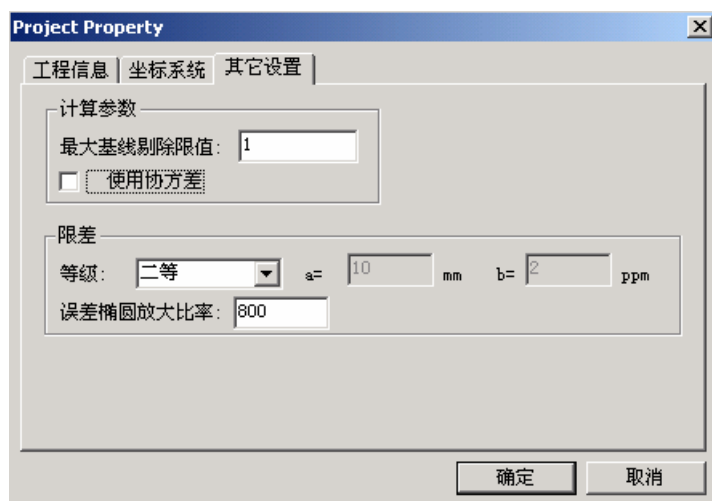 Project Property
工程信息 坐标系统 其它设置
计算参数
最大基线剔除限值: 1
使用协方差
限差
等级: 二等 a= 10 mm b= 2 ppm
误差椭圆放大比率: 800
确定 取消